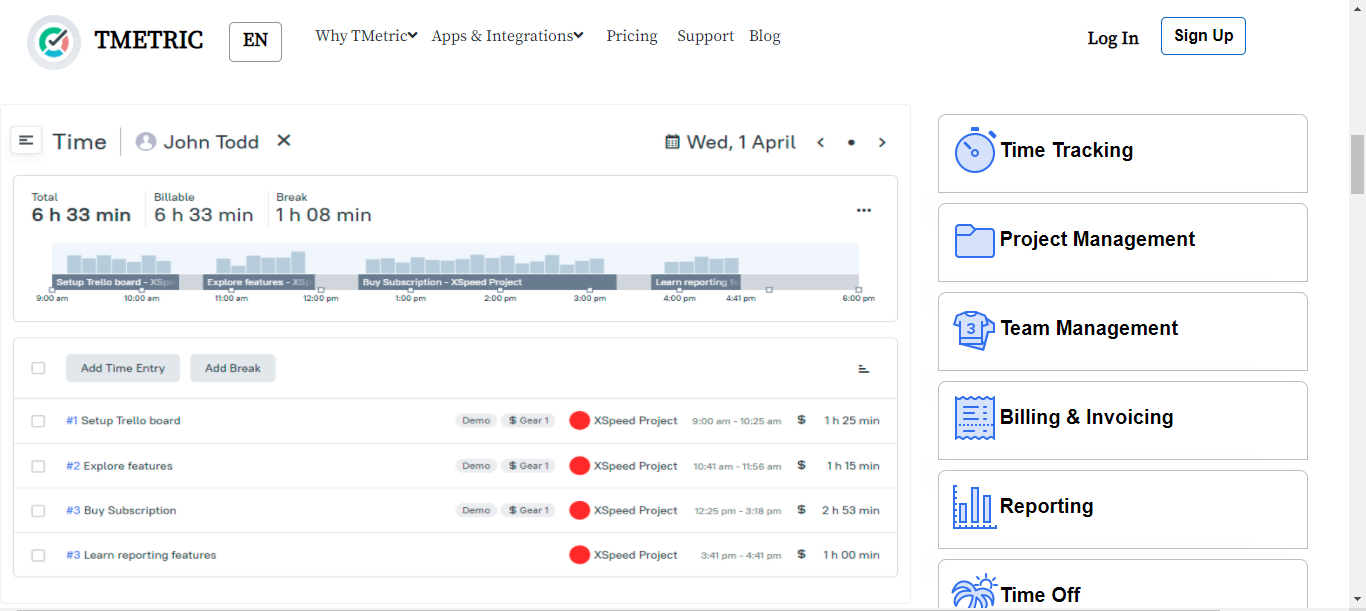 TMETRIC EN Why TMetric Apps & Integrations Pricing Support Blog Log In Sign Up
Time John Todd Wed, 1 April
Total Billable Break
6 h 33 min 6 h 33 min 1 h 08 min
Setup Trello board - XSpe Explore features - XS Buy Subscription - XSpeed Project Learn reporting
9:00 am 10:00 am 11:00 am 12:00 pm 1:00 pm 2:00 pm 3:00 pm 4:00 pm 4:41 pm 6:00 pm
Add Time Entry Add Break
#1 Setup Trello board Demo $ Gear 1 XSpeed Project 9:00 am - 10:25 am $ 1 h 25 min
#2 Explore features Demo $ Gear 1 XSpeed Project 10:41 am - 11:56 am $ 1 h 15 min
#3 Buy Subscription Demo $ Gear 1 XSpeed Project 12:25 pm - 3:18 pm $ 2 h 53 min
#3 Learn reporting features XSpeed Project 3:41 pm - 4:41 pm $ 1 h 00 min
Time Tracking
Project Management
3 Team Management
Billing & Invoicing
Reporting
Time Off